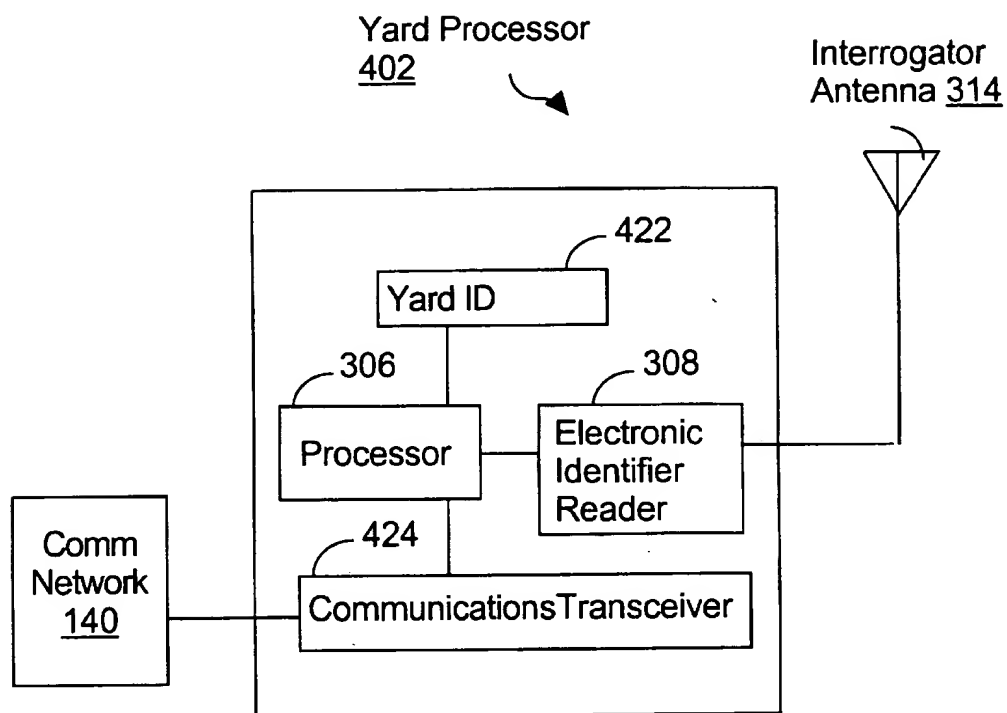 Yard Processor
402
Interrogator
Antenna 314
422
Yard ID
306
308
Processor
Electronic
Identifier
Reader
424
CommunicationsTransceiver
Comm
Network
140